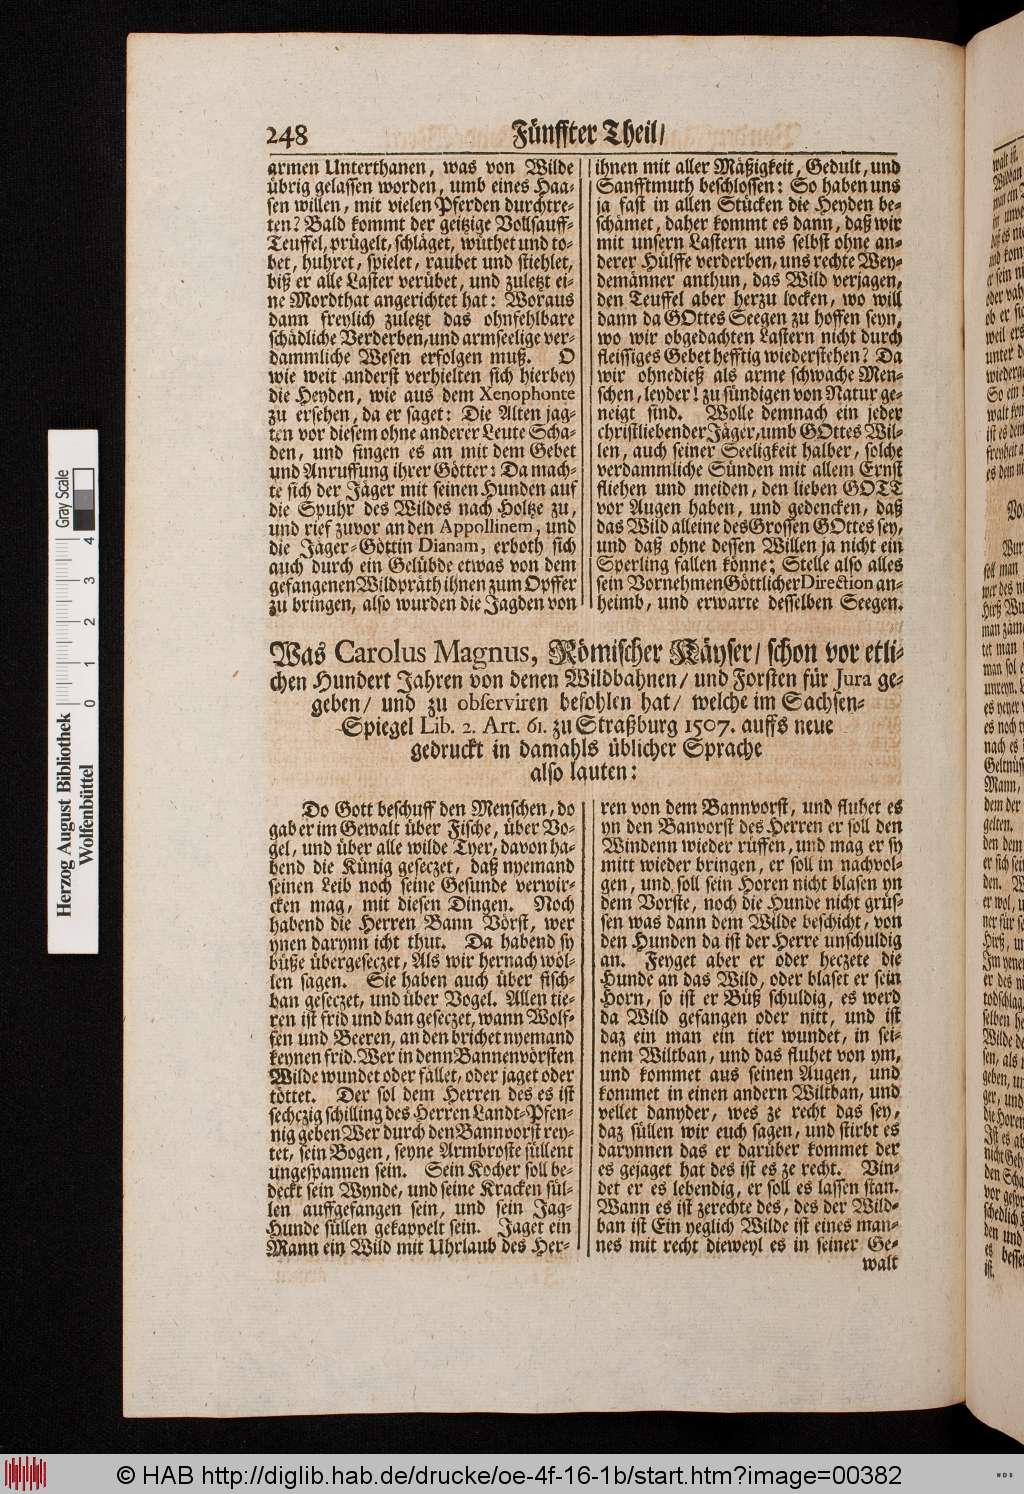 248
Fünffter Theil/
armen Unterthanen, was von Wilde
übrig gelassen worden, umb eines Haa-
sen willen, mit vielen Pferden durchtre-
ten? Bald kommt der geitzige Vollsauff-
Teuffel, prügelt, schläget, wüthet und to-
bet, huhret, spielet, raubet und stiehlet,
biß er alle Laster verübet, und zuletzt ei-
ne Mordthat angerichtet hat: Woraus
dann freylich zuletzt das ohnfehlbare
schädliche Verderben, und armseelige ver-
dammliche Wesen erfolgen muß. O
wie weit anderst verhielten sich hierbey
die Heyden, wie aus dem Xenophonte
zu ersehen, da er saget: Die Alten jag-
ten vor diesem ohne anderer Leute Scha-
den, und fingen es an mit dem Gebet
und Anruffung ihrer Götter: Da mach-
te sich der Jäger mit seinen Hunden auf
die Spuhr des Wildes nach Holtze zu,
und rief zuvor an den Appollinem, und
die Jäger-Göttin Dianam, erboth sich
auch durch ein Gelübde etwas von dem
gefangenen Wildpräth ihnen zum Opffer
zu bringen, also wurden die Jagden von
ihnen mit aller Mäßigkeit, Gedult, und
Sanfftmuth beschlossen: So haben uns
ja fast in allen Stücken die Heyden be-
schämet, daher kommt es dann, daß wir
mit unsern Lastern uns selbst ohne an-
derer Hülffe verderben, uns rechte Wey-
demänner anthun, das Wild verjagen,
den Teuffel aber herzu locken, wo will
dann da GOttes Seegen zu hoffen seyn,
wo wir obgedachten Lastern nicht durch
fleissiges Gebet hefftig wiederstehen? Da
wir ohnedieß als arme schwache Men-
schen, leyder! zu sündigen von Natur ge-
neigt sind. Wolle demnach ein jeder
christliebender Jäger, umb GOttes Wil-
len, auch seiner Seeligkeit halber, solche
verdammliche Sünden mit allem Ernst
fliehen und meiden, den lieben GOTT
vor Augen haben, und gedencken, daß
das Wild alleine des Grossen GOttes sey,
und daß ohne dessen Willen ja nicht ein
Sperling fallen könne; Stelle also alles
sein Vornehmen Göttlicher Direction an-
heimb, und erwarte desselben Seegen.
Was Carolus Magnus, Römischer Käyser/ schon vor etli-
chen Hundert Jahren von denen Wildbahnen/ und Forsten für Jura ge-
geben/ und zu observiren befohlen hat/ welche im Sachsen-
Spiegel Lib. 2. Art. 61. zu Straßburg 1507. auffs neue
gedruckt in damahls üblicher Sprache
also lauten:
Do Gott beschuff den Menschen, do
gab er im Gewalt über Fische, über Vo-
gel, und über alle wilde Tyer, davon ha-
bend die Künig gesetzet, daß nyemand
seinen Leib noch seine Gesunde verwir-
cken mag, mit diesen Dingen. Noch
habend die Herren Bann Vörst, wer
ynen darynn icht thut. Da habend sy
büße übergeseczet, Als wir hernach wöl-
len sagen. Sie haben auch über fisch-
ban geseczet, und über Vogel. Allen tie-
ren ist frid und ban geseczet, wann Wolf-
fen und Beeren, an den brichet nyemand
keynen frid. Wer in denn Bannenvörsten
Wilde wundet oder fället, oder jaget oder
töttet. Der sol dem Herren des es ist
sechczig schilling des Herren Landt-Pfen-
nig geben Wer durch den Bannvorst rey-
tet, sein Bogen, seyne Armbroste süllent
ungespannen sein. Sein Kocher soll be-
deckt sein Wynde, und seine Kracken sül-
len auffgefangen sein, und sein Jag-
Hunde süllen gekappelt sein. Jaget ein
Mann ein Wild mit Uhrlaub des Her-
ren von dem Bannvorst, und fluhet es
yn den Banvorst des Herren er soll den
Windenn wieder rüffen, und mag er sy
mitt wieder bringen, er soll in nachvol-
gen, und soll sein Horen nicht blasen yn
dem Vorste, noch die Hunde nicht grüs-
sen was dann dem Wilde beschicht, von
den Hunden da ist der Herre unschuldig
an. Feyget aber er oder heczete die
Hunde an das Wild, oder blaset er sein
Horn, so ist er Büß schuldig, es werd
da Wild gefangen oder nitt, und ist
daz ein man ein tier wundet, in sei-
nem Wiltban, und das fluhet von ym,
und kommet aus seinen Augen, und
kommet in einen andern Wiltban, und
vellet danyder, wes ze recht das sey,
daz süllen wir euch sagen, und stirbt es
darynnen das er darüber kommet der
es gejaget hat des ist es ze recht. Vin-
det er es lebendig, er soll es lassen stan.
Wann es ist zerechte des, des der Wild-
ban ist Ein yeglich Wilde ist eines man-
nes mit recht dieweyl es in seiner Ge-
walt
Herzog August Bibliothek
Wolfenbüttel
0 1 2 3 4
Gray Scale
© HAB http://diglib.hab.de/drucke/oe-4f-16-1b/start.htm?image=00382